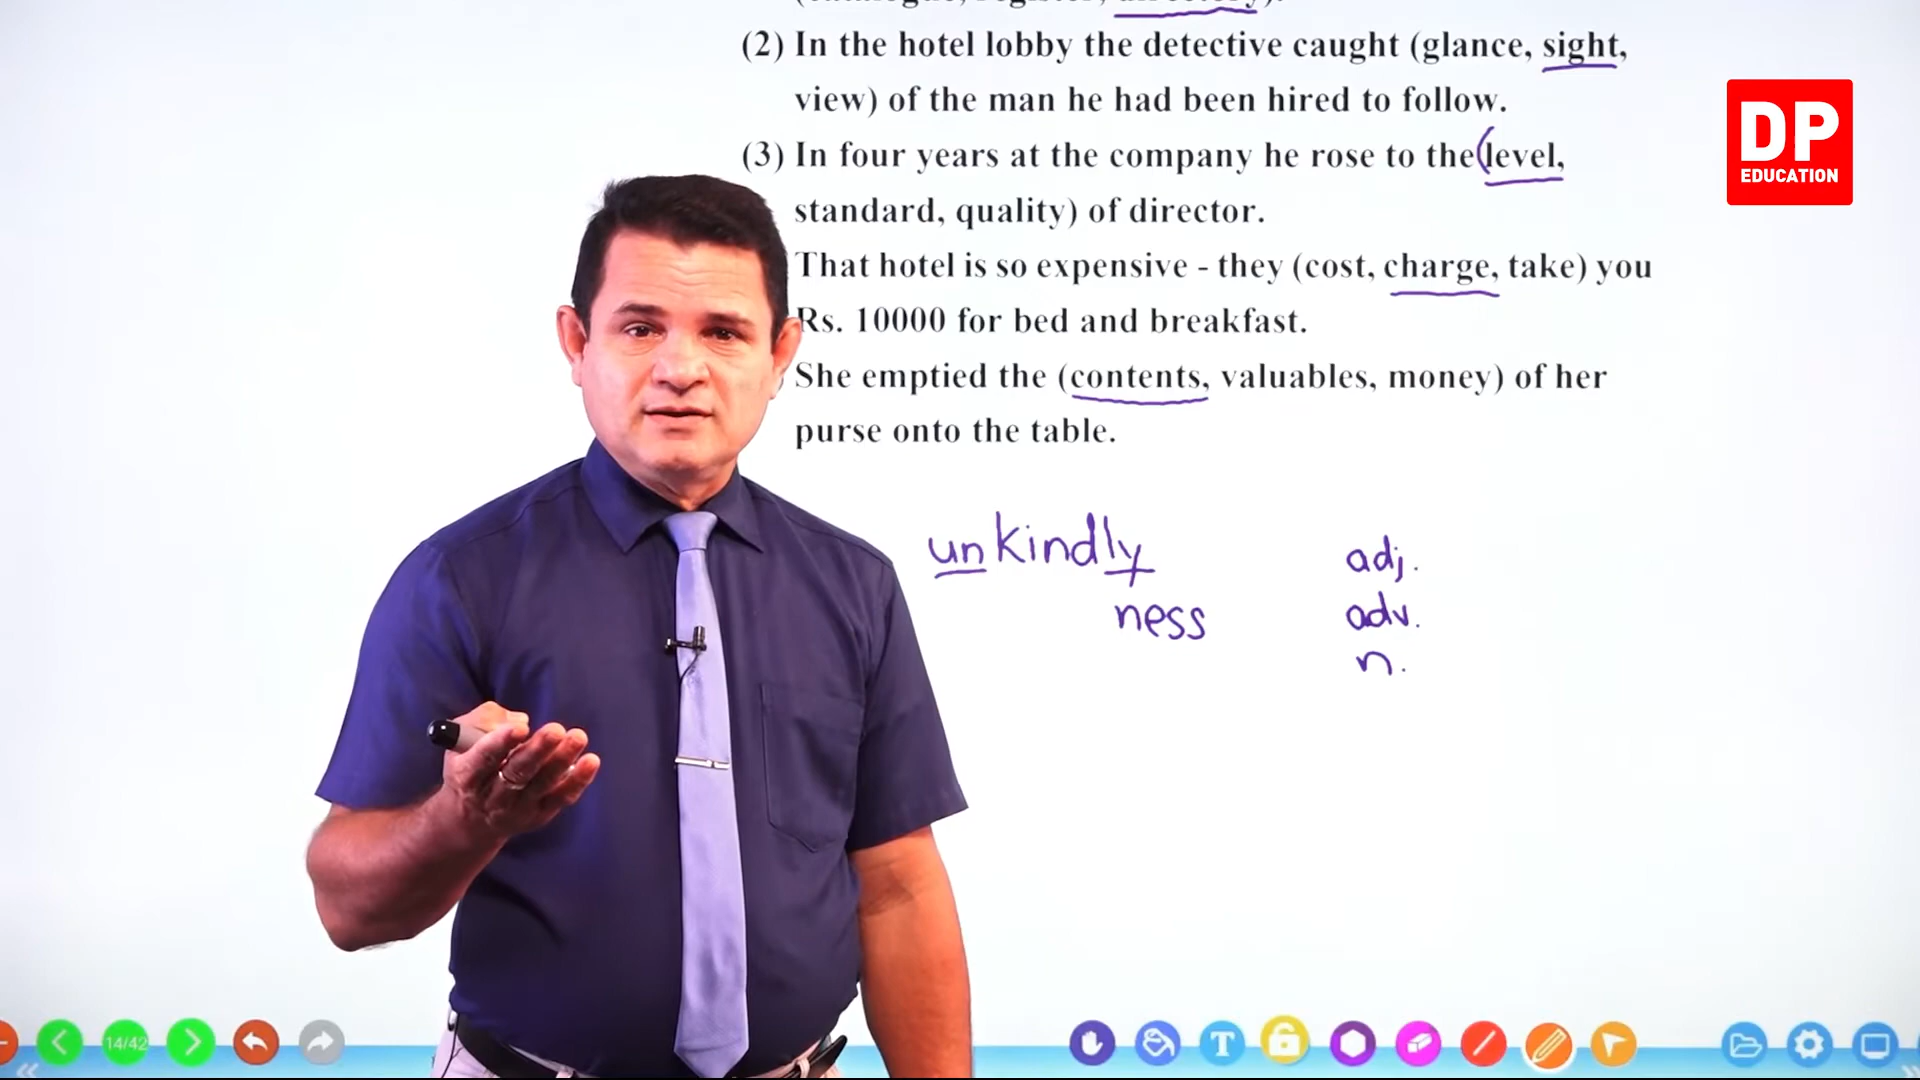 directory).
(2) In the hotel lobby the detective caught (glance, sight,
view) of the man he had been hired to follow.
(3) In four years at the company he rose to the (level,
standard, quality) of director.
That hotel is so expensive - they (cost, charge, take) you
Rs. 10000 for bed and breakfast.
She emptied the (contents, valuables, money) of her
purse onto the table.
unkindly
ness
adj.
adv.
n.
DP
EDUCATION
14/42
T